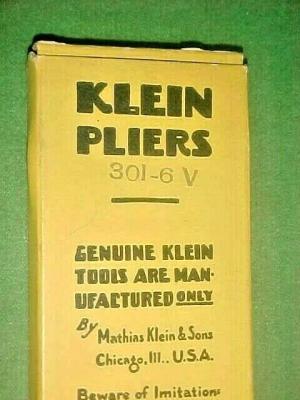 KLEIN
PLIERS
301-6 V
GENUINE KLEIN
TOOLS ARE MAN-
UFACTURED ONLY
By Mathias Klein & Sons
Chicago, Ill., U.S.A.
Beware of Imitations